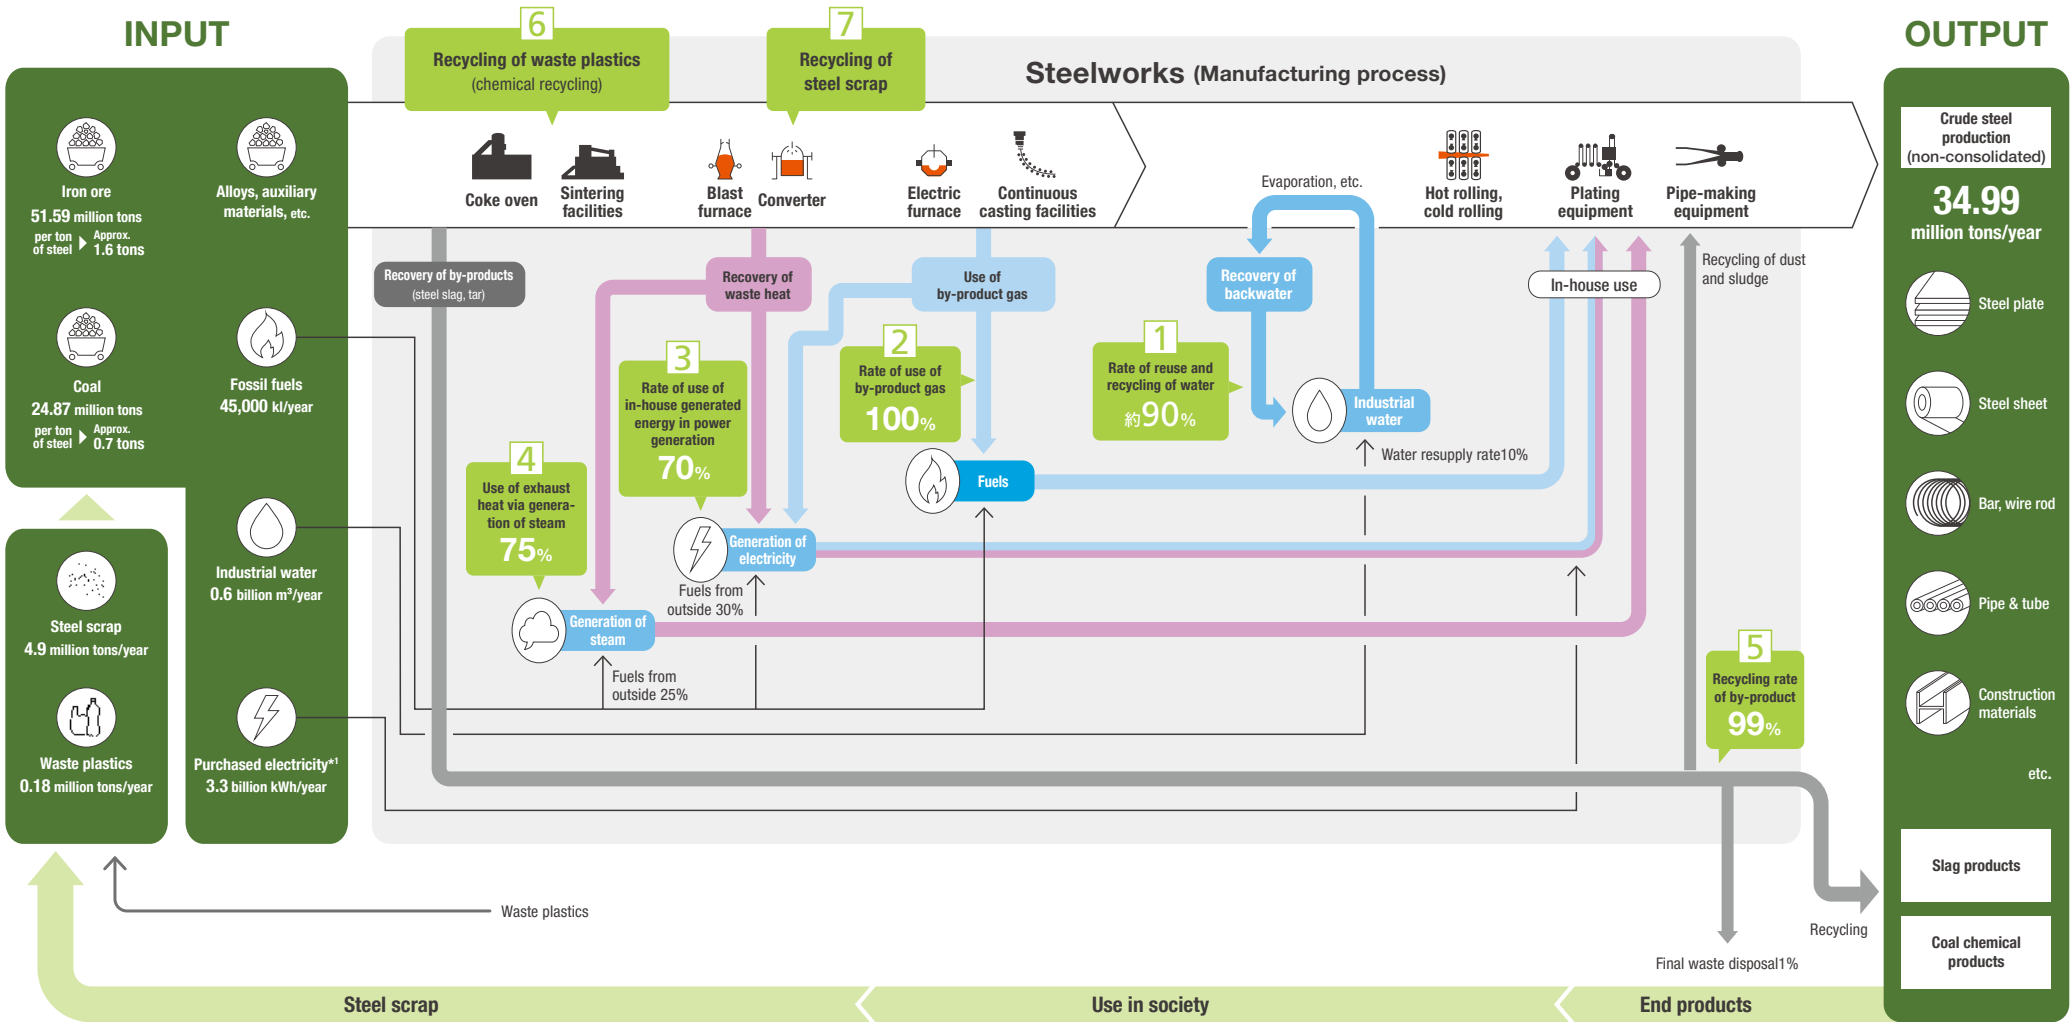 INPUT
Iron ore
51.59 million tons
per ton
of steel
Approx.
1.6 tons
Alloys, auxiliary
materials, etc.
Coal
24.87 million tons
per ton
of steel
Approx.
0.7 tons
Fossil fuels
45,000 kl/year
Industrial water
0.6 billion m³/year
Purchased electricity*1
3.3 billion kWh/year
Steel scrap
4.9 million tons/year
Waste plastics
0.18 million tons/year
6
Recycling of waste plastics
(chemical recycling)
7
Recycling of
steel scrap
Steelworks (Manufacturing process)
Coke oven
Sintering
facilities
Blast
furnace
Converter
Electric
furnace
Continuous
casting facilities
Evaporation, etc.
Hot rolling,
cold rolling
Plating
equipment
Pipe-making
equipment
Recovery of by-products
(steel slag, tar)
Recovery of
waste heat
Use of
by-product gas
Recovery of
backwater
In-house use
Recycling of dust
and sludge
1
Rate of reuse and
recycling of water
約90%
2
Rate of use of
by-product gas
100%
3
Rate of use of
in-house generated
energy in power
generation
70%
4
Use of exhaust
heat via genera-
tion of steam
75%
Industrial
water
Water resupply rate10%
Fuels
Generation of
electricity
Fuels from
outside 30%
Generation of
steam
Fuels from
outside 25%
5
Recycling rate
of by-product
99%
Waste plastics
Recycling
Final waste disposal1%
Steel scrap
Use in society
End products
OUTPUT
Crude steel
production
(non-consolidated)
34.99
million tons/year
Steel plate
Steel sheet
Bar, wire rod
Pipe & tube
Construction
materials
etc.
Slag products
Coal chemical
products